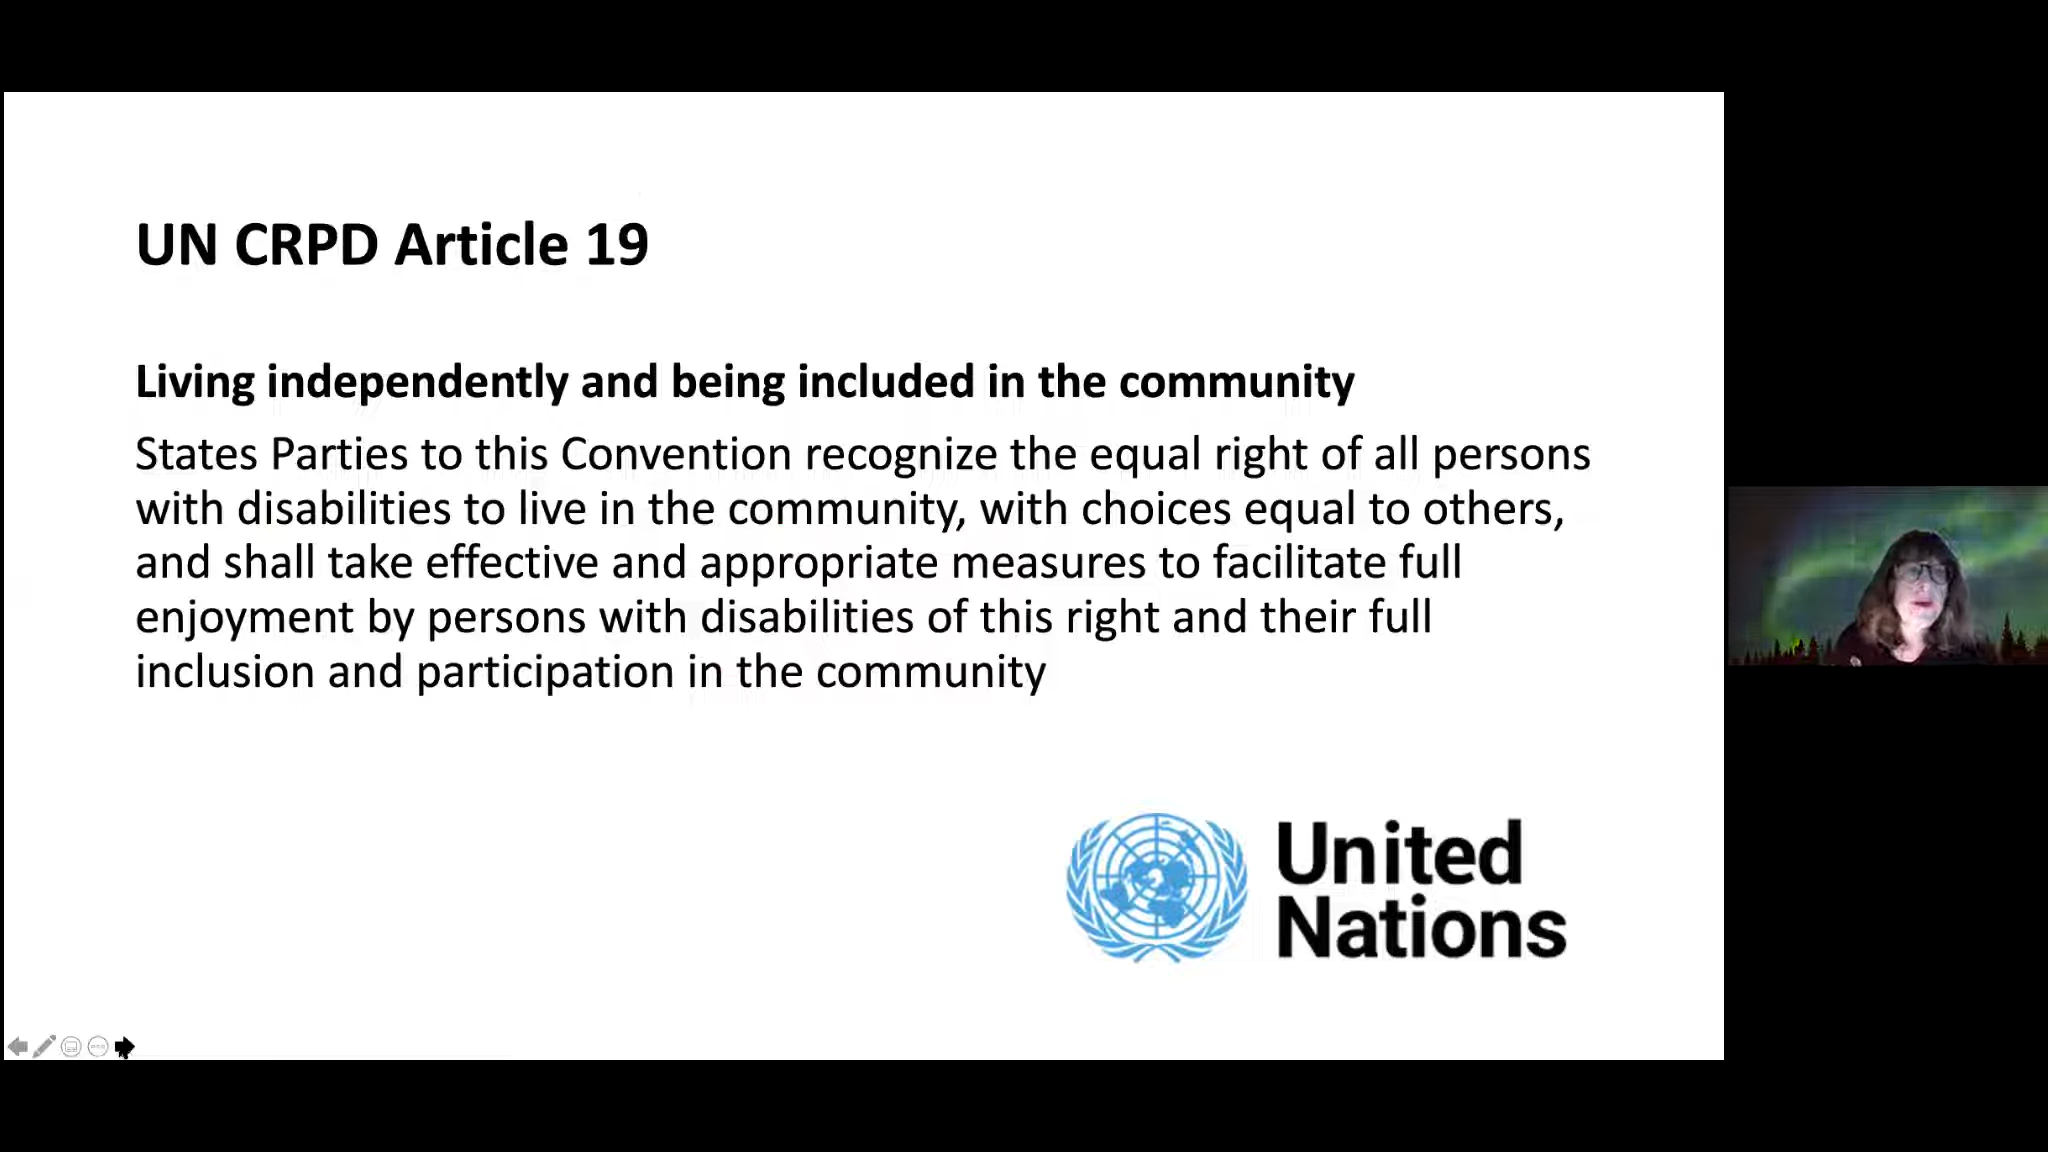 UN CRPD Article 19
Living independently and being included in the community
States Parties to this Convention recognize the equal right of all persons
with disabilities to live in the community, with choices equal to others,
and shall take effective and appropriate measures to facilitate full
enjoyment by persons with disabilities of this right and their full
inclusion and participation in the community
United
Nations